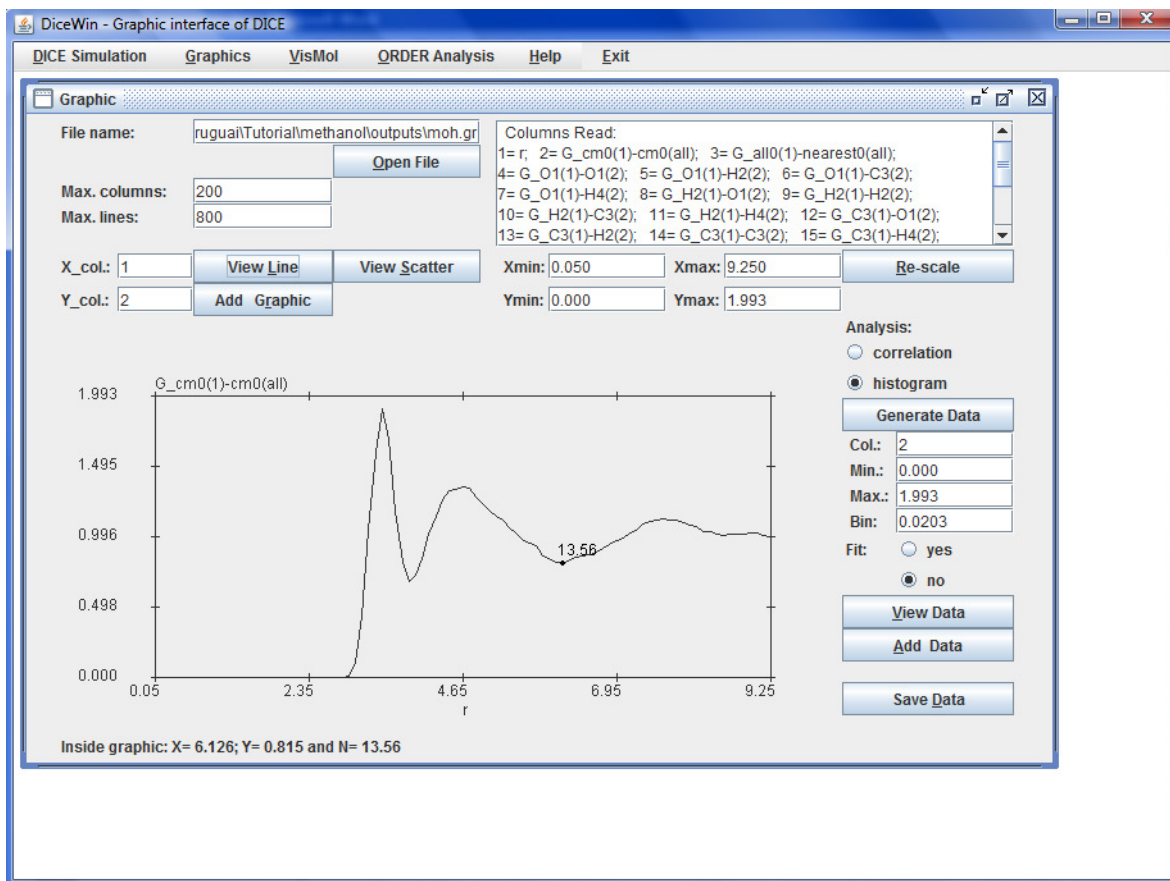 DiceWin - Graphic interface of DICE
DICE Simulation Graphics VisMol ORDER Analysis Help Exit
Graphic
File name: ruguai\Tutorial\methanol\outputs\moh.gr
Open File
Max. columns: 200
Max. lines: 800
Columns Read:
1= r; 2= G_cm0(1)-cm0(all); 3= G_all0(1)-nearest0(all);
4= G_O1(1)-O1(2); 5= G_O1(1)-H2(2); 6= G_O1(1)-C3(2);
7= G_O1(1)-H4(2); 8= G_H2(1)-O1(2); 9= G_H2(1)-H2(2);
10= G_H2(1)-C3(2); 11= G_H2(1)-H4(2); 12= G_C3(1)-O1(2);
13= G_C3(1)-H2(2); 14= G_C3(1)-C3(2); 15= G_C3(1)-H4(2);
X_col.: 1 View Line View Scatter Xmin: 0.050 Xmax: 9.250 Re-scale
Y_col.: 2 Add Graphic Ymin: 0.000 Ymax: 1.993
Analysis:
correlation
histogram
Generate Data
Col.: 2
Min.: 0.000
Max.: 1.993
Bin: 0.0203
Fit: yes
no
View Data
Add Data
Save Data
G_cm0(1)-cm0(all)
1.993
1.495
0.996
0.498
0.000
13.56
0.05 2.35 4.65 6.95 9.25
r
Inside graphic: X= 6.126; Y= 0.815 and N= 13.56